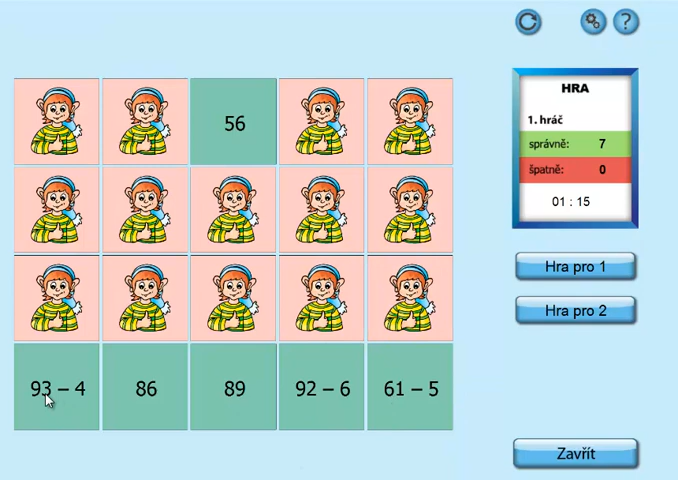 56
93 – 4
86
89
92 – 6
61 – 5
?
HRA
1. hráč
správně: 7
špatně: 0
01 : 15
Hra pro 1
Hra pro 2
Zavřít